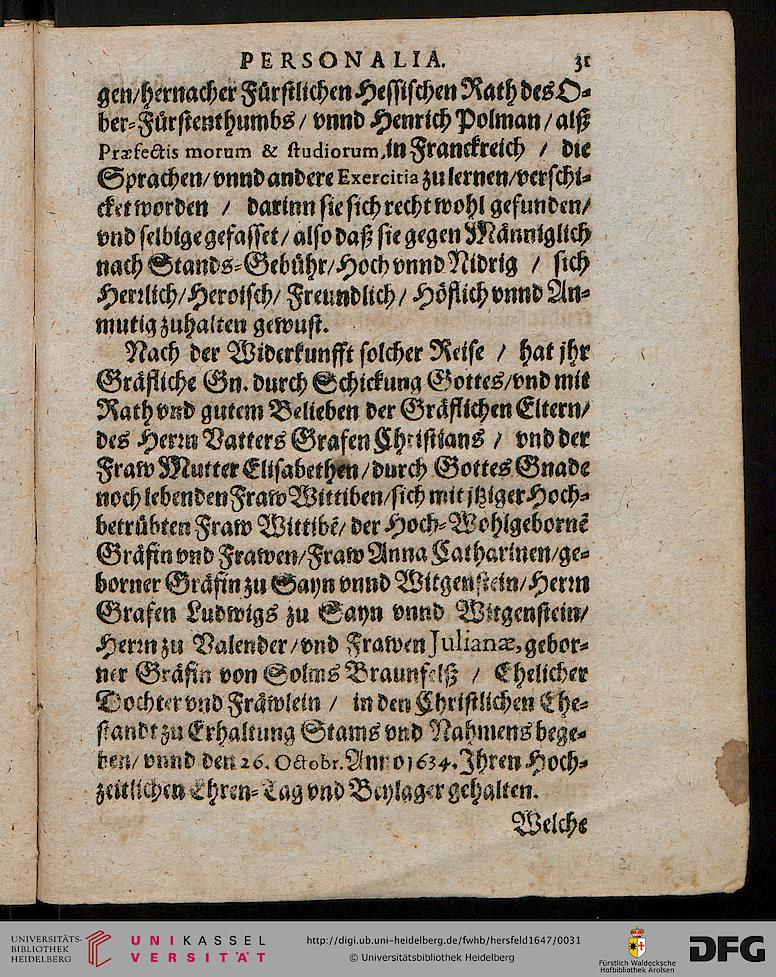 PERSONALIA. 31
gen/hernacher Fürstlichen Hessischen Rath des O-
ber-Fürstenthumbs / vnnd Henrich Polman / alß
Præfectis morum & studiorum, in Franckreich / die
Sprachen/ vnnd andere Exercitia zu lernen/verschi-
cket worden / darinn sie sich recht wohl gefunden/
vnd selbige gefasset / also daß sie gegen Männiglich
nach Stands-Gebühr/Hoch vnnd Nidrig / sich
Herrlich/Heroisch/ Freundlich/ Höflich vnnd An-
mutig zuhalten gewust.
Nach der Widerkunfft solcher Reise / hat jhr
Gräfliche Gn. durch Schickung Gottes/vnd mit
Rath vnd gutem Belieben der Gräflichen Eltern/
des Herrn Vatters Grafen Christians / vnd der
Fraw Mutter Elisabethen/durch Gottes Gnade
noch lebenden Fraw Wittiben/sich mit jtziger Hoch-
betrübten Fraw Wittibẽ/ der Hoch-Wohlgebornẽ
Gräfin vnd Frawen/Fraw Anna Catharinen/ge-
borner Gräfin zu Sayn vnnd Witgenstein/Herrn
Grafen Ludwigs zu Sayn vnnd Witgenstein/
Herrn zu Valender/vnd Frawen Julianæ, gebor-
ner Gräfin von Solms Braunfelß / Ehelicher
Dochter vnd Fräwlein / in den Christlichen Ehe-
standt zu Erhaltung Stams vnd Nahmens bege-
ben/ vnnd den 26. Octobr. Anno 1634. Ihren Hoch-
zeitlichen Ehren-Tag vnd Beylager gehalten.
Welche
UNIVERSITÄTS-
BIBLIOTHEK
HEIDELBERG
UNIKASSEL
VERSITÄT
http://digi.ub.uni-heidelberg.de/fwhb/hersfeld1647/0031
© Universitätsbibliothek Heidelberg
Fürstlich Waldecksche
Hofbibliothek Arolsen
DFG